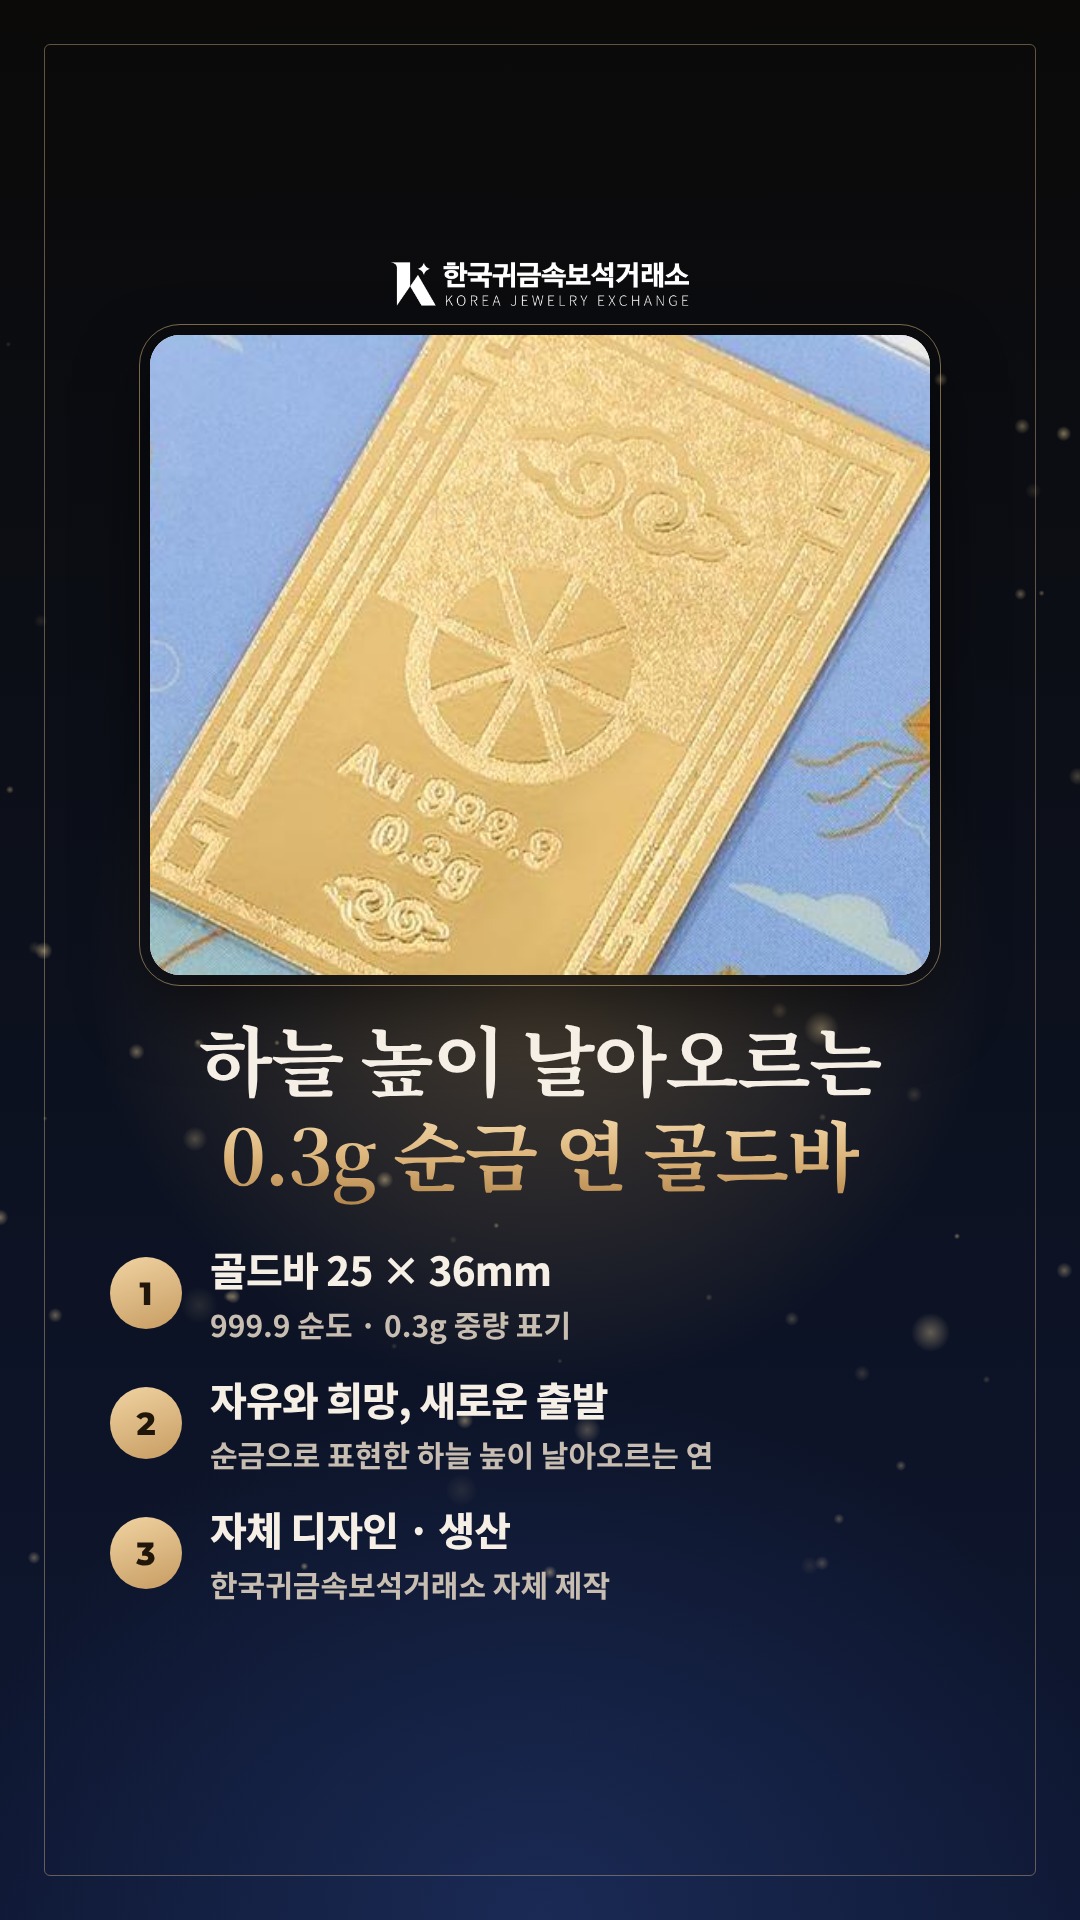 한국귀금속보석거래소
KOREA JEWELRY EXCHANGE
Au 999.9
0.3g
하늘 높이 날아오르는
0.3g 순금 연 골드바
1
골드바 25 × 36mm
999.9 순도 · 0.3g 중량 표기
2
자유와 희망, 새로운 출발
순금으로 표현한 하늘 높이 날아오르는 연
3
자체 디자인 · 생산
한국귀금속보석거래소 자체 제작